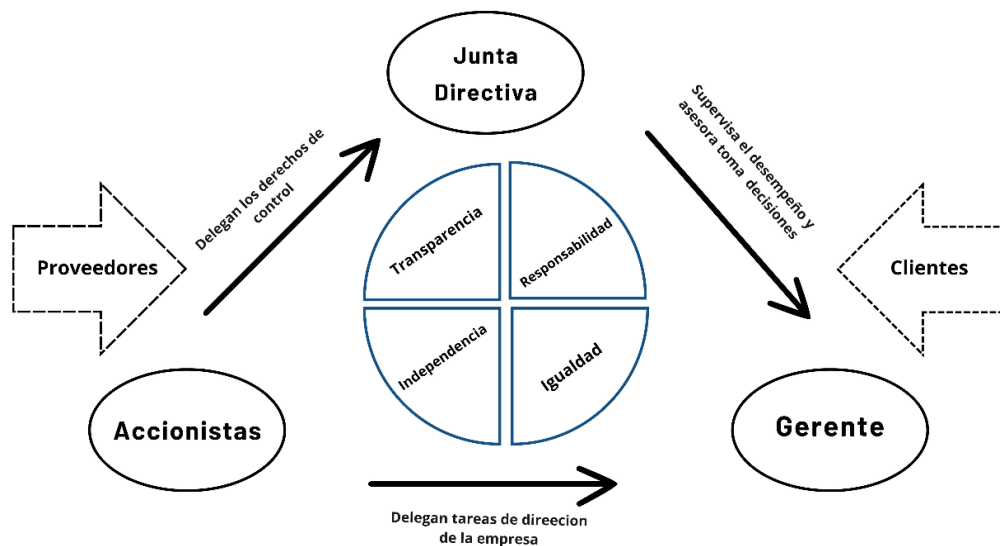 Junta
Directiva
Delegan los derechos de
control
Supervisa el desempeño y
asesora toma decisiones
Proveedores
Transparencia
Responsabilidad
Clientes
Independencia
Igualdad
Accionistas
Gerente
Delegan tareas de direecion
de la empresa